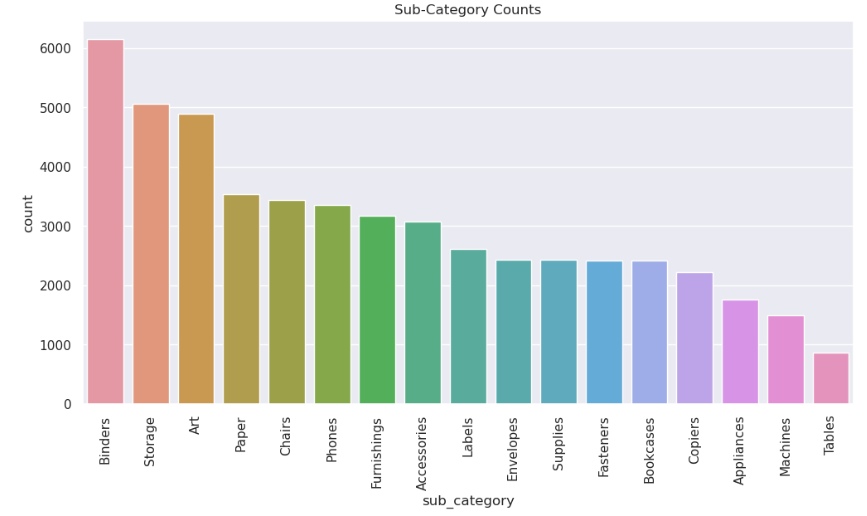 Sub-Category Counts
6000
5000
4000
3000
2000
1000
0
count
Binders
Storage
Art
Paper
Chairs
Phones
Furnishings
Accessories
Labels
Envelopes
Supplies
Fasteners
Bookcases
Copiers
Appliances
Machines
Tables
sub_category